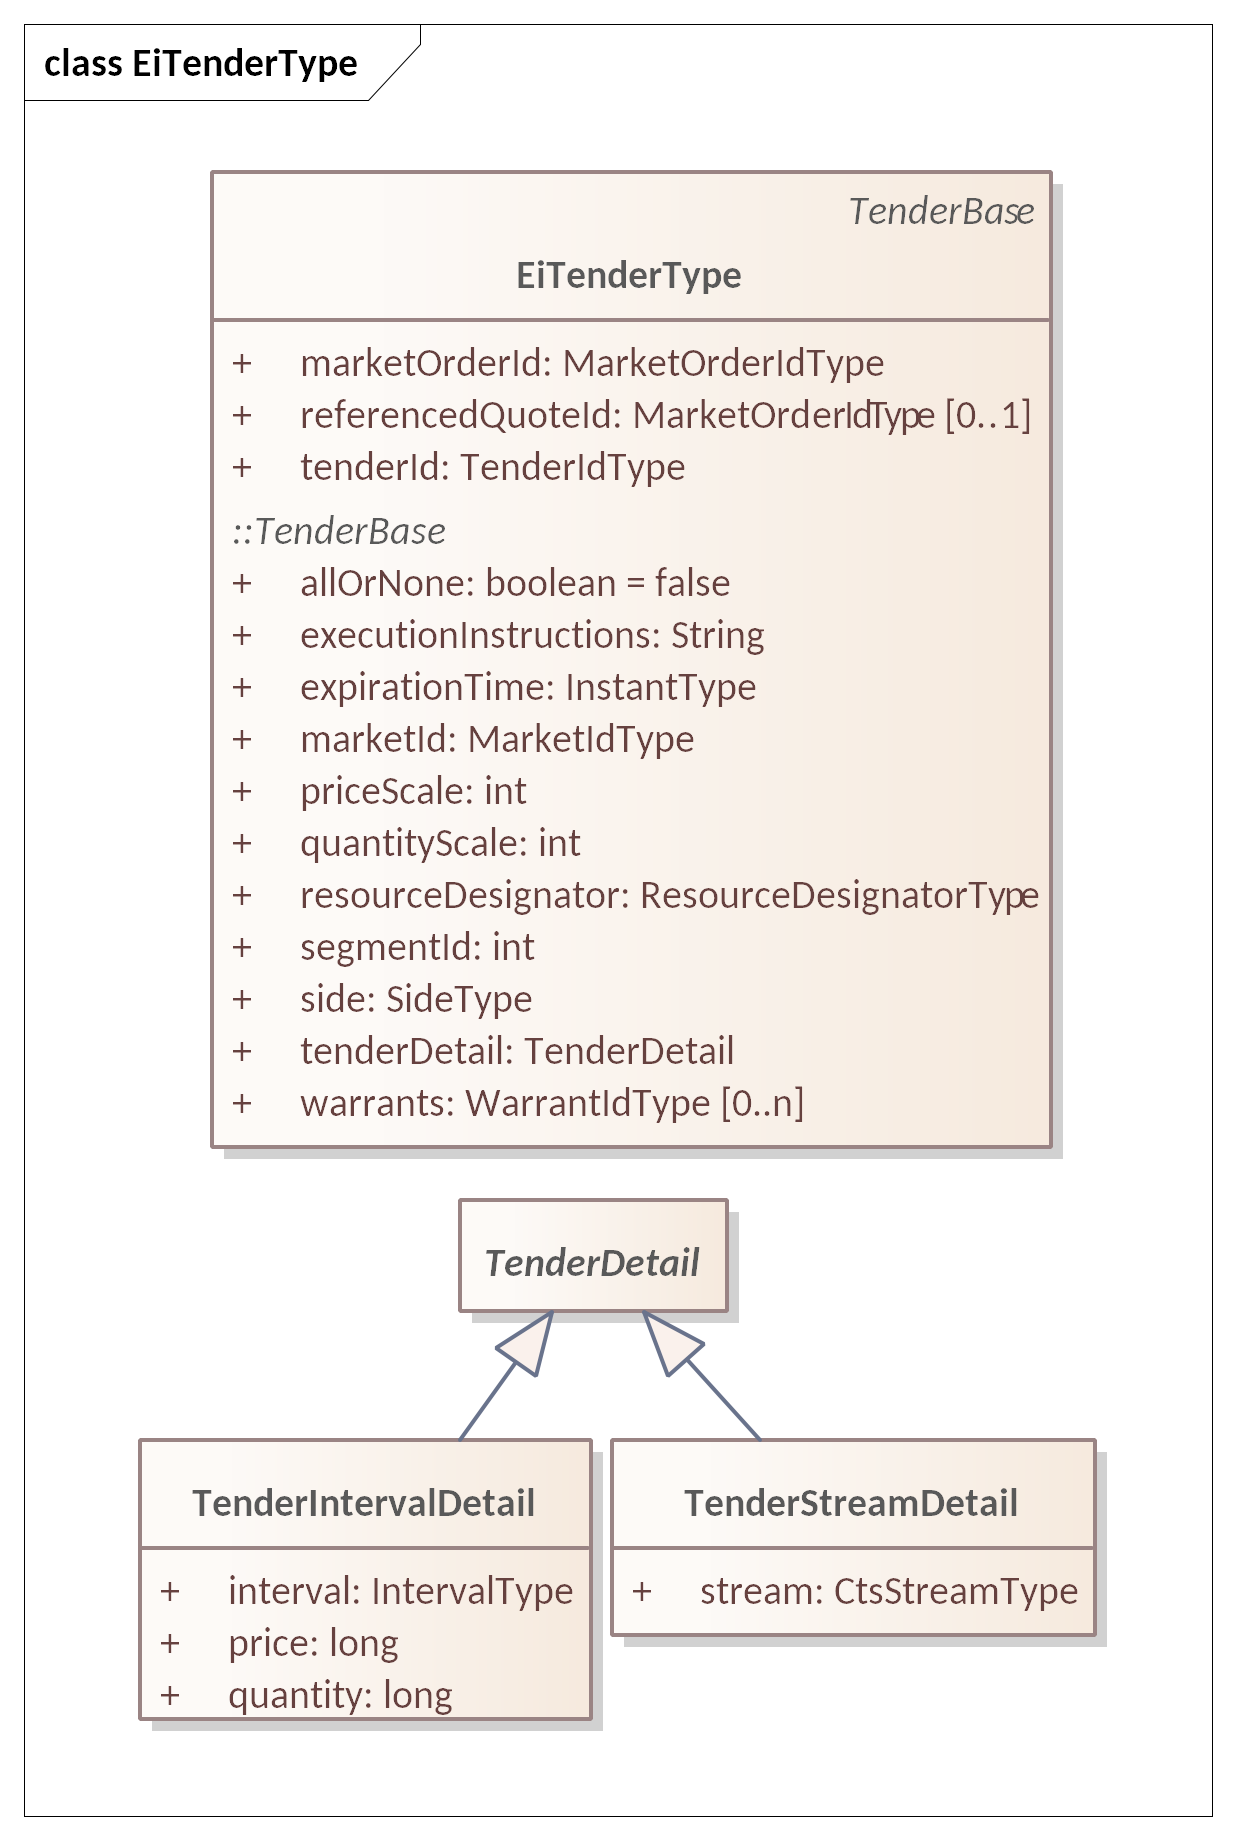 class EiTenderType
TenderBase
EiTenderType
+ marketOrderId: MarketOrderIdType
+ referencedQuoteId: MarketOrderIdType [0..1]
+ tenderId: TenderIdType
::TenderBase
+ allOrNone: boolean = false
+ executionInstructions: String
+ expirationTime: InstantType
+ marketId: MarketIdType
+ priceScale: int
+ quantityScale: int
+ resourceDesignator: ResourceDesignatorType
+ segmentId: int
+ side: SideType
+ tenderDetail: TenderDetail
+ warrants: WarrantIdType [0..n]
TenderDetail
TenderIntervalDetail
+ interval: IntervalType
+ price: long
+ quantity: long
TenderStreamDetail
+ stream: CtsStreamType